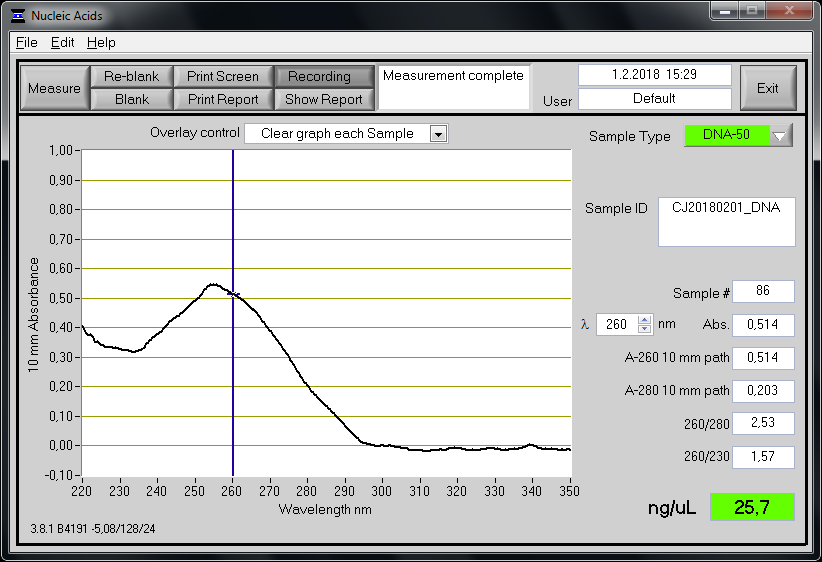 Nucleic Acids
File Edit Help
Measure
Re-blank
Print Screen
Recording
Blank
Print Report
Show Report
Measurement complete
1.2.2018 15:29
User
Default
Exit
Overlay control
Clear graph each Sample
Sample Type
DNA-50
Sample ID
CJ20180201_DNA
Sample #
86
λ
260
nm
Abs.
0,514
A-260 10 mm path
0,514
A-280 10 mm path
0,203
260/280
2,53
260/230
1,57
ng/uL
25,7
10 mm Absorbance
1,00
0,90
0,80
0,70
0,60
0,50
0,40
0,30
0,20
0,10
0,00
-0,10
220 230 240 250 260 270 280 290 300 310 320 330 340 350
Wavelength nm
3.8.1 B4191 -5,08/128/24